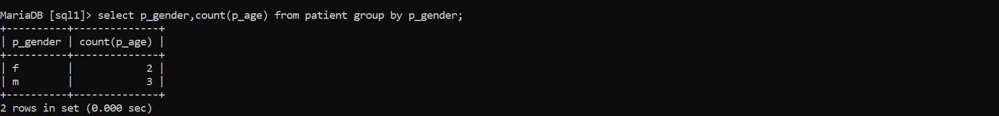 MariaDB [sql1]> select p_gender,count(p_age) from patient group by p_gender;
+----------+--------------+
| p_gender | count(p_age) |
+----------+--------------+
| f        |            2 |
| m        |            3 |
+----------+--------------+
2 rows in set (0.000 sec)